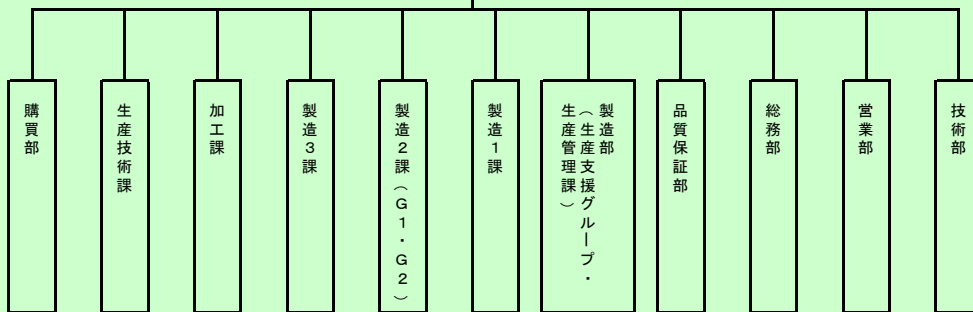 技術部
営業部
総務部
品質保証部
製造部
（生産支援グループ・
生産管理課）
製造１課
製造２課（G１・G２）
製造３課
加工課
生産技術課
購買部